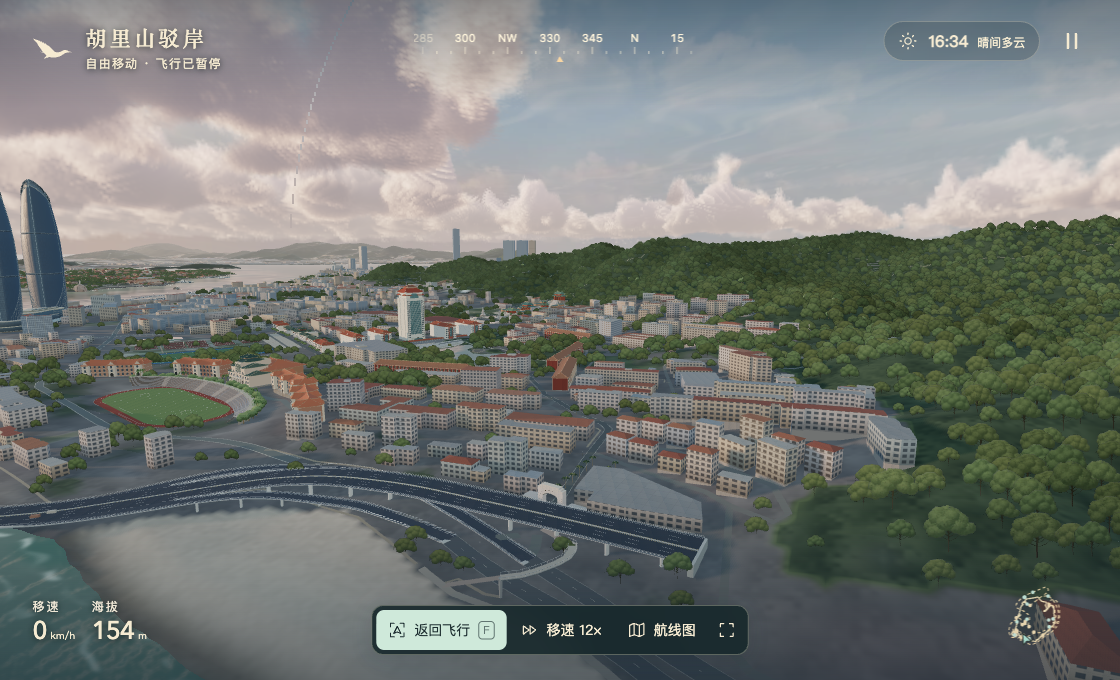 胡里山驳岸
自由移动 · 飞行已暂停
285 300 NW 330 345 N 15
16:34 晴间多云
移速 海拔
0 km/h 154 m
返回飞行 F
移速 12x
航线图